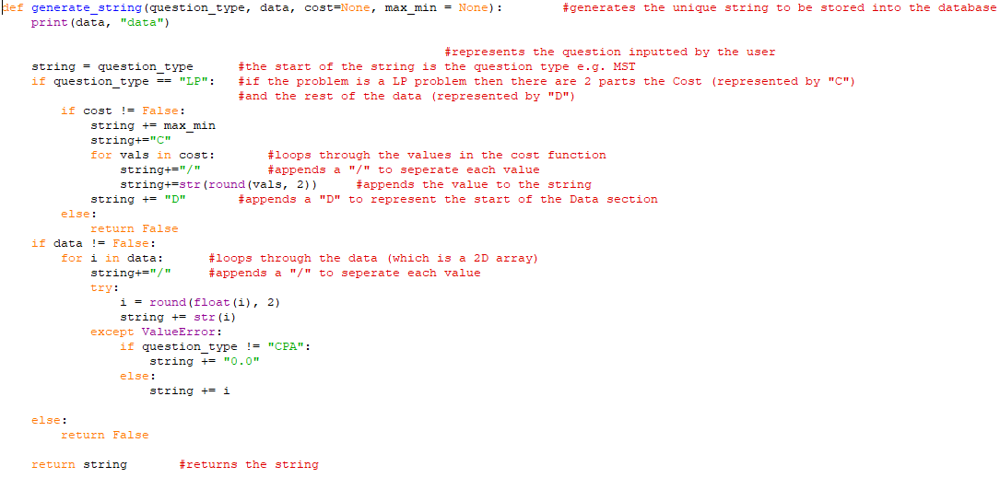 def generate_string(question_type, data, cost=None, max_min = None):        #generates the unique string to be stored into the database
    print(data, "data")
                                                            #represents the question inputted by the user
    string = question_type      #the start of the string is the question type e.g. MST
    if question_type == "LP":   #if the problem is a LP problem then there are 2 parts the Cost (represented by "C")
                                #and the rest of the data (represented by "D")
        if cost != False:
            string += max_min
            string+="C"
            for vals in cost:       #loops through the values in the cost function
                string+="/"         #appends a "/" to seperate each value
                string+=str(round(vals, 2))     #appends the value to the string
            string += "D"       #appends a "D" to represent the start of the Data section
        else:
            return False
    if data != False:
        for i in data:      #loops through the data (which is a 2D array)
            string+="/"     #appends a "/" to seperate each value
            try:
                i = round(float(i), 2)
                string += str(i)
            except ValueError:
                if question_type != "CPA":
                    string += "0.0"
                else:
                    string += i
    else:
        return False
    return string       #returns the string